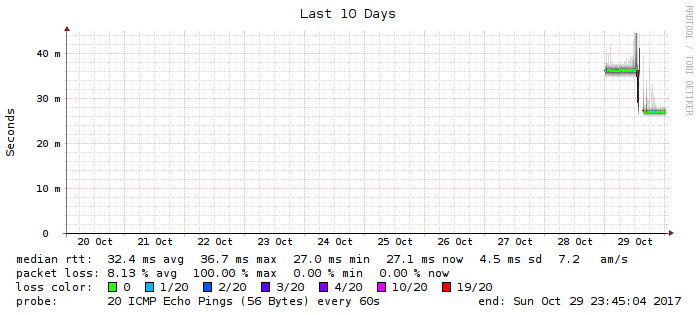 Last 10 Days
RRDTOOL / TOBI OETIKER
Seconds
40 m
30 m
20 m
10 m
0
20 Oct 21 Oct 22 Oct 23 Oct 24 Oct 25 Oct 26 Oct 27 Oct 28 Oct 29 Oct
median rtt: 32.4 ms avg 36.7 ms max 27.0 ms min 27.1 ms now 4.5 ms sd 7.2 am/s
packet loss: 8.13 % avg 100.00 % max 0.00 % min 0.00 % now
loss color: 0 1/20 2/20 3/20 4/20 10/20 19/20
probe: 20 ICMP Echo Pings (56 Bytes) every 60s end: Sun Oct 29 23:45:04 2017